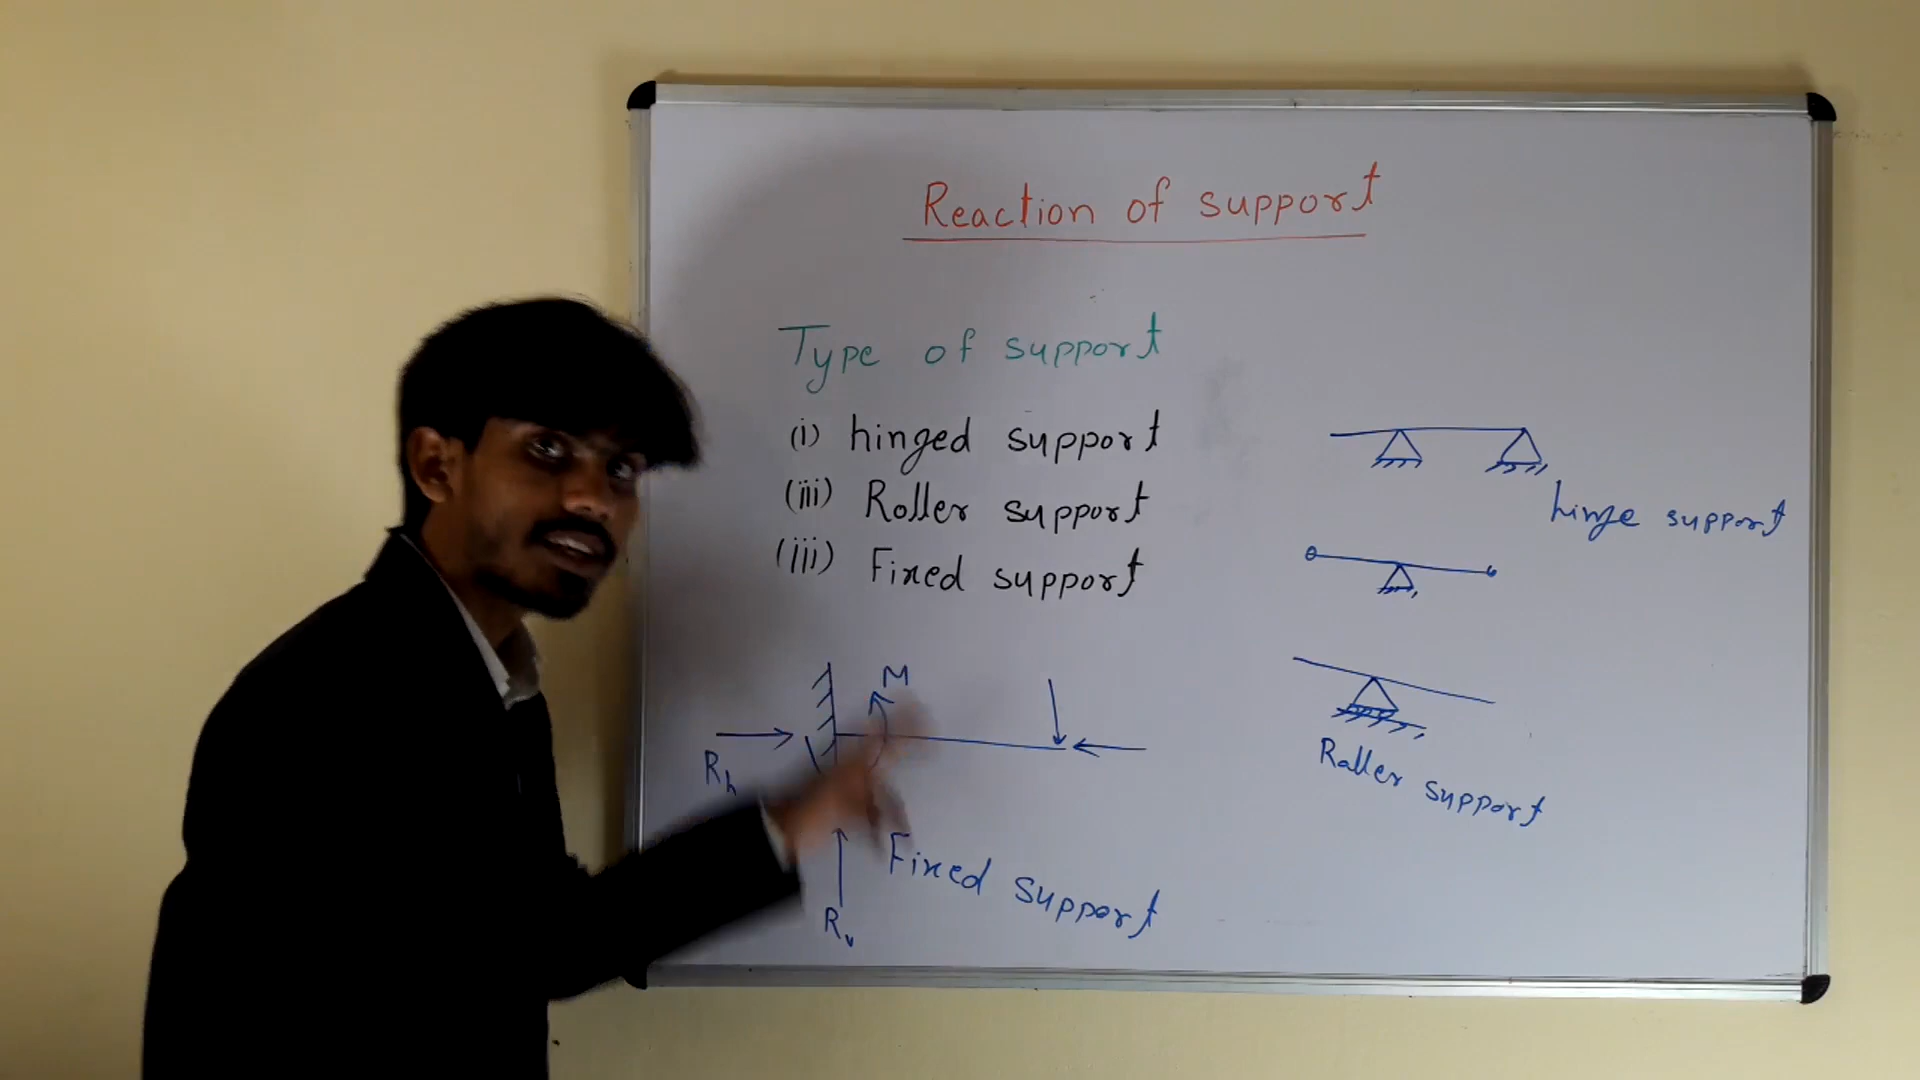 Reaction of support
Type of support
(i) hinged support
(iii) Roller support
(iii) Fixed support
hinge support
M
Rh
Roller support
Fixed support
Rv